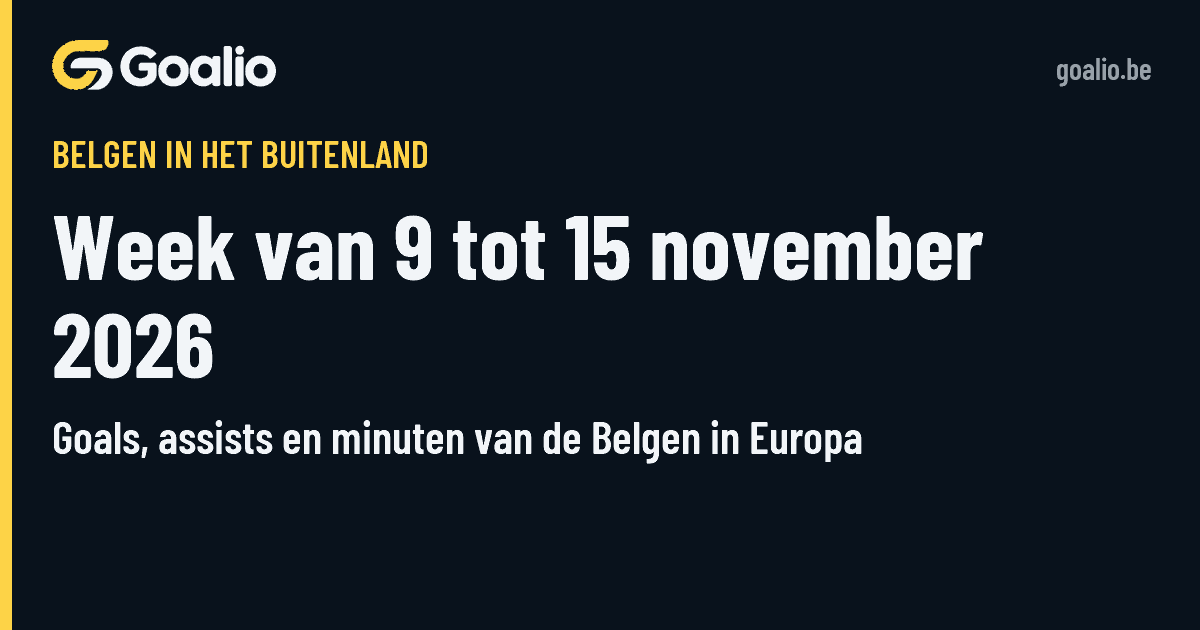 Goalio
goalio.be
BELGEN IN HET BUITENLAND
Week van 9 tot 15 november
2026
Goals, assists en minuten van de Belgen in Europa